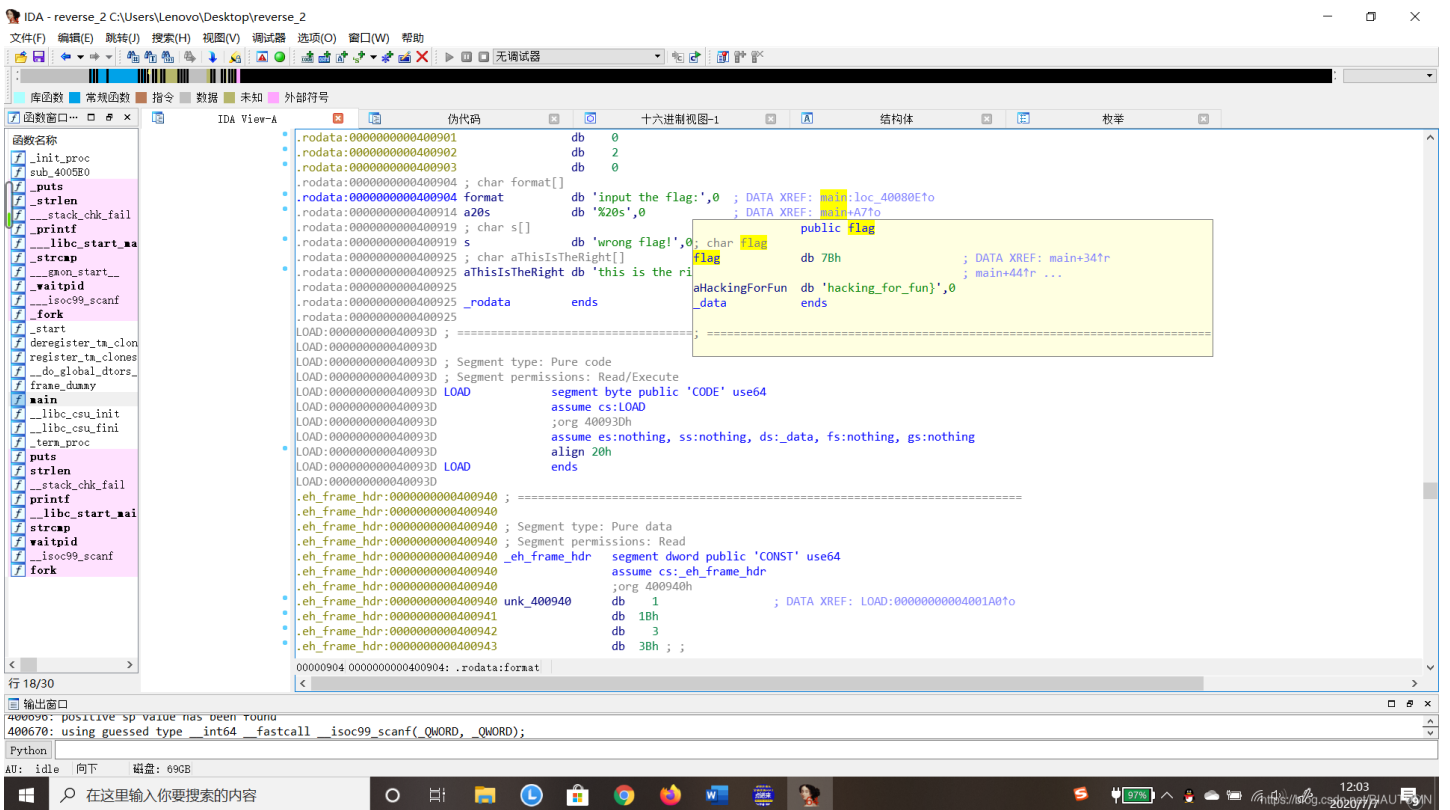 IDA - reverse_2 C:\Users\Lenovo\Desktop\reverse_2
文件(F) 编辑(E) 跳转(J) 搜索(H) 视图(V) 调试器 选项(O) 窗口(W) 帮助
无调试器
库函数 常规函数 指令 数据 未知 外部符号
函数窗口… IDA View-A 伪代码 十六进制视图-1 结构体 枚举
函数名称
_init_proc
sub_4005E0
_puts
_strlen
___stack_chk_fail
_printf
___libc_start_ma
_strcmp
___gmon_start__
_waitpid
___isoc99_scanf
_fork
_start
deregister_tm_clon
register_tm_clones
__do_global_dtors_
frame_dummy
main
__libc_csu_init
__libc_csu_fini
_term_proc
puts
strlen
__stack_chk_fail
printf
__libc_start_mai
strcmp
waitpid
__isoc99_scanf
fork
行 18/30
.rodata:0000000000400901 db 0
.rodata:0000000000400902 db 2
.rodata:0000000000400903 db 0
.rodata:0000000000400904 ; char format[]
.rodata:0000000000400904 format db 'input the flag:',0 ; DATA XREF: main:loc_40080E↑o
.rodata:0000000000400914 a20s db '%20s',0 ; DATA XREF: main+A7↑o
.rodata:0000000000400919 ; char s[]
.rodata:0000000000400919 s db 'wrong flag!',0
.rodata:0000000000400925 ; char aThisIsTheRight[]
.rodata:0000000000400925 aThisIsTheRight db 'this is the ri
.rodata:0000000000400925
.rodata:0000000000400925 _rodata ends
.rodata:0000000000400925
public flag
; char flag
flag db 7Bh ; DATA XREF: main+34↑r
; main+44↑r ...
aHackingForFun db 'hacking_for_fun}',0
_data ends
; ===========================================================================
LOAD:000000000040093D ; ===================================
LOAD:000000000040093D
LOAD:000000000040093D ; Segment type: Pure code
LOAD:000000000040093D ; Segment permissions: Read/Execute
LOAD:000000000040093D LOAD segment byte public 'CODE' use64
LOAD:000000000040093D assume cs:LOAD
LOAD:000000000040093D ;org 40093Dh
LOAD:000000000040093D assume es:nothing, ss:nothing, ds:_data, fs:nothing, gs:nothing
LOAD:000000000040093D align 20h
LOAD:000000000040093D LOAD ends
LOAD:000000000040093D
.eh_frame_hdr:0000000000400940 ; ===========================================================================
.eh_frame_hdr:0000000000400940
.eh_frame_hdr:0000000000400940 ; Segment type: Pure data
.eh_frame_hdr:0000000000400940 ; Segment permissions: Read
.eh_frame_hdr:0000000000400940 _eh_frame_hdr segment dword public 'CONST' use64
.eh_frame_hdr:0000000000400940 assume cs:_eh_frame_hdr
.eh_frame_hdr:0000000000400940 ;org 400940h
.eh_frame_hdr:0000000000400940 unk_400940 db 1 ; DATA XREF: LOAD:00000000004001A0↑o
.eh_frame_hdr:0000000000400941 db 1Bh
.eh_frame_hdr:0000000000400942 db 3
.eh_frame_hdr:0000000000400943 db 3Bh ; ;
00000904 0000000000400904: .rodata:format
输出窗口
400696: positive sp value has been found
400670: using guessed type __int64 __fastcall __isoc99_scanf(_QWORD, _QWORD);
Python
AU: idle 向下 磁盘: 69GB
在这里输入你要搜索的内容
97%
12:03
2020/7/7